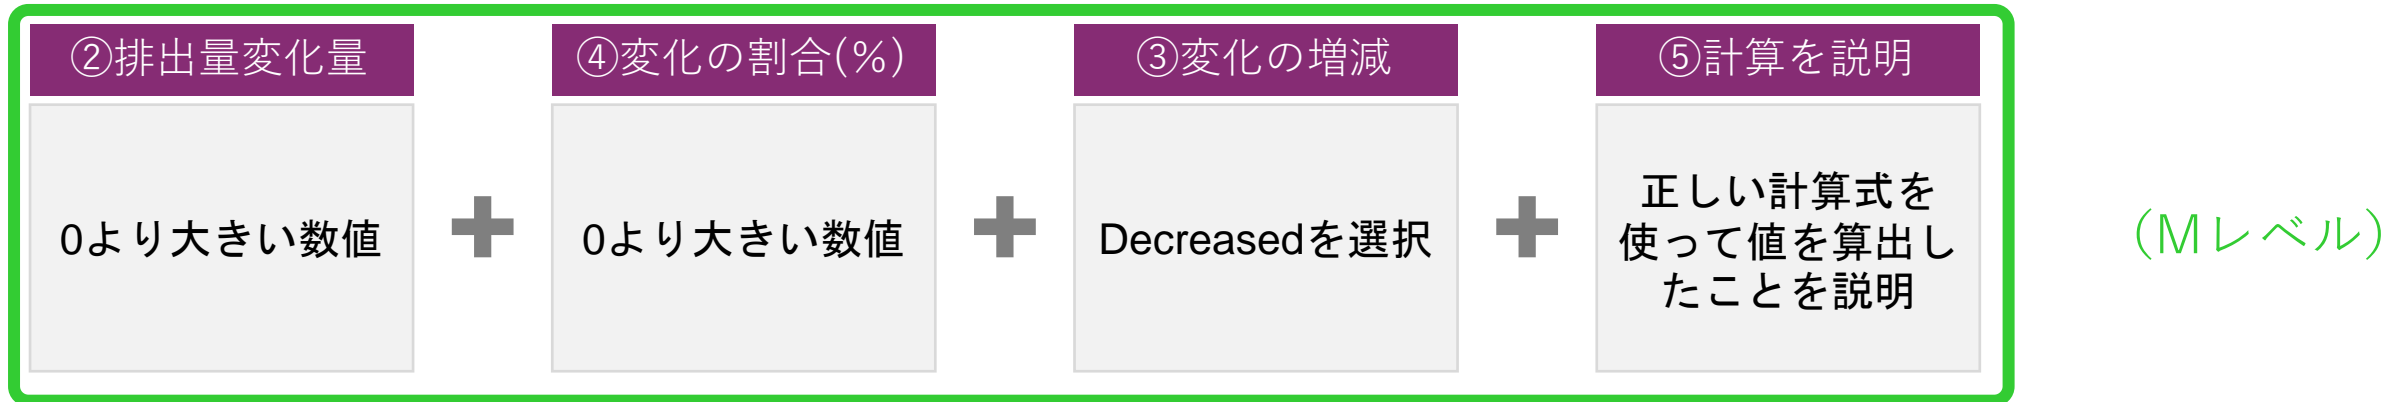 ②排出量変化量
④変化の割合(%)
③変化の増減
⑤計算を説明
0より大きい数値
0より大きい数値
Decreasedを選択
正しい計算式を
使って値を算出し
たことを説明
(Mレベル)